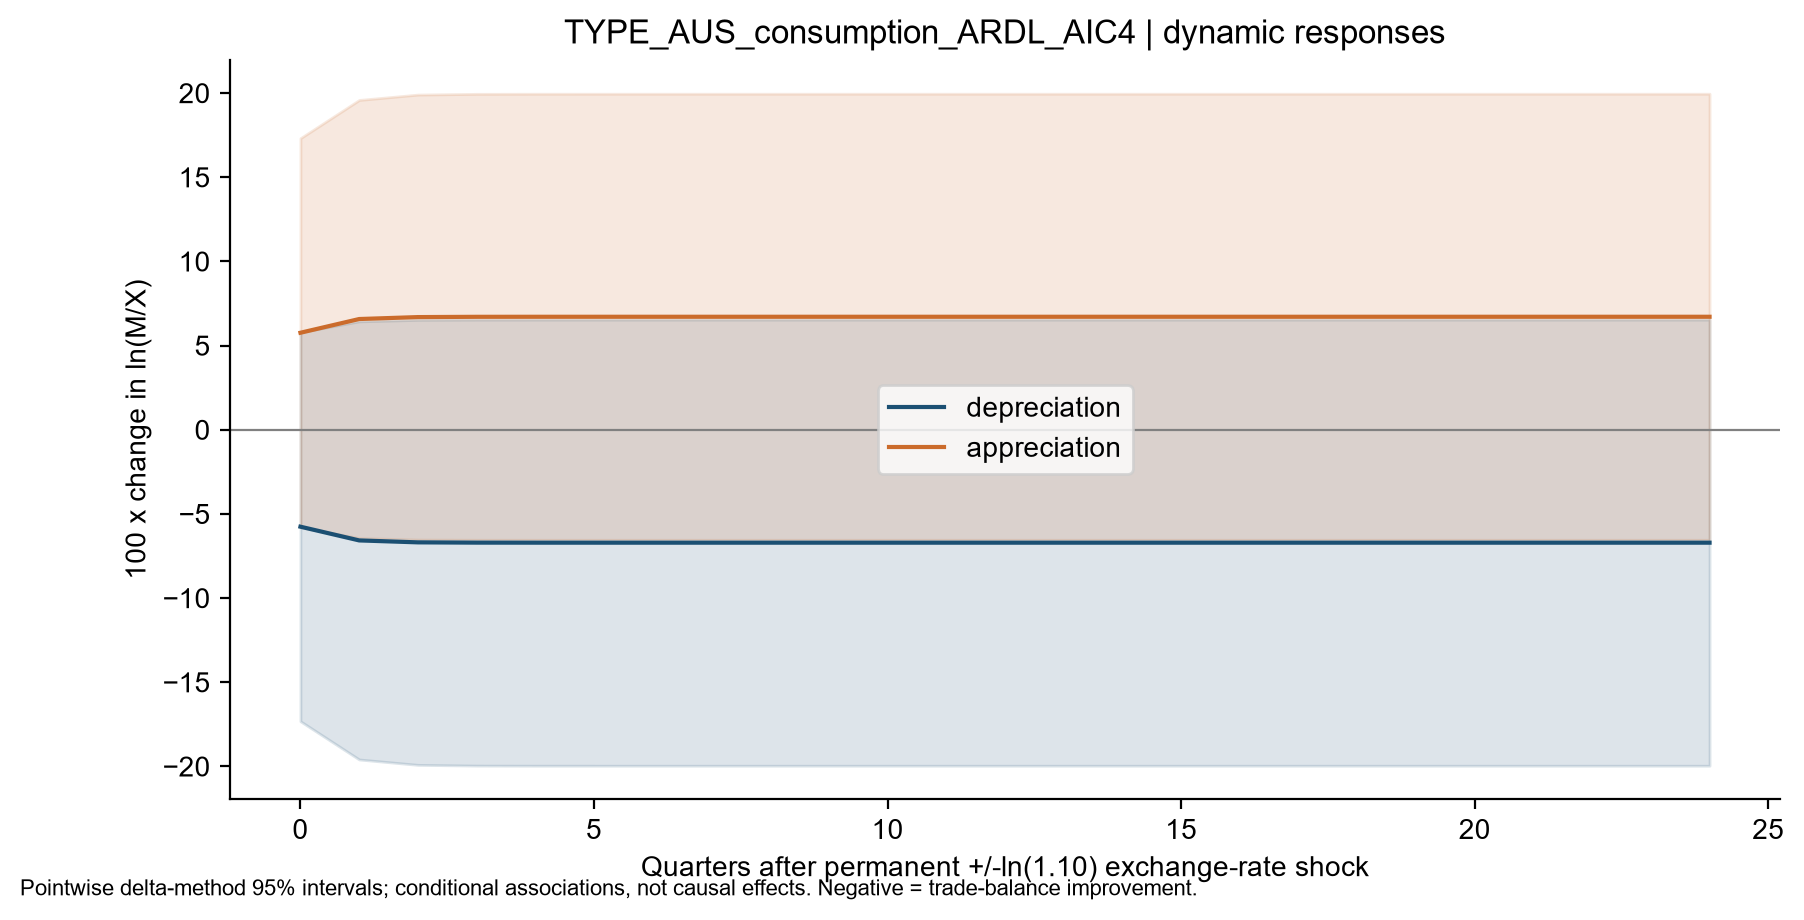 TYPE_AUS_consumption_ARDL_AIC4 | dynamic responses
100 x change in ln(M/X)
20
15
10
5
0
−5
−10
−15
−20
depreciation
appreciation
0 5 10 15 20 25
Quarters after permanent +/-ln(1.10) exchange-rate shock
Pointwise delta-method 95% intervals; conditional associations, not causal effects. Negative = trade-balance improvement.